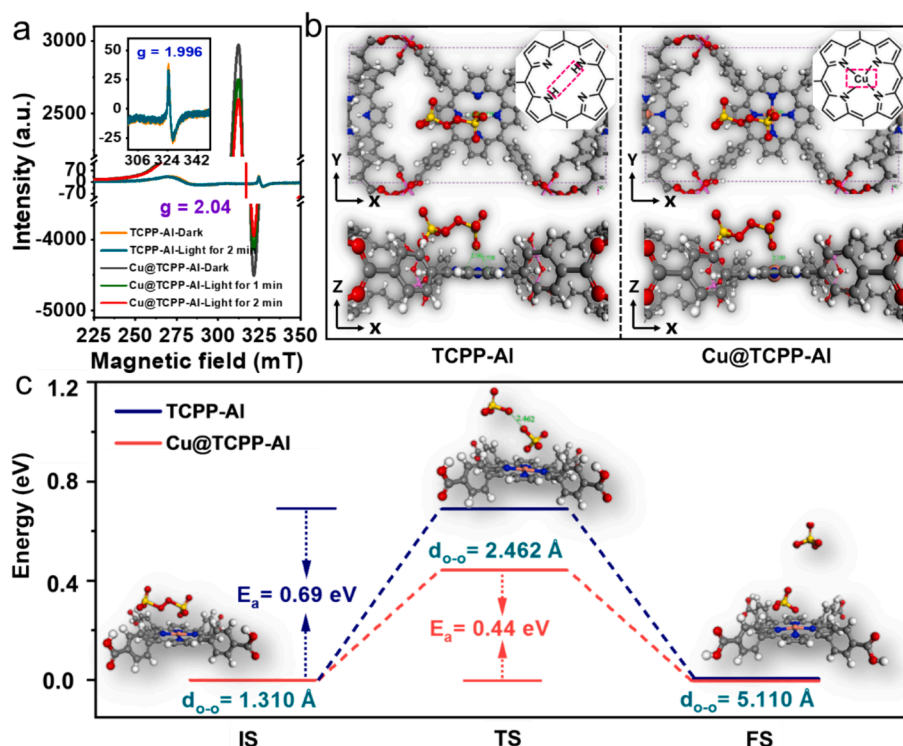 a
Intensity (a.u.)
3000
2500
70
-70
-4000
-5000
50
25
0
-25
306 324 342
g = 1.996
g = 2.04
TCPP-Al-Dark
TCPP-Al-Light for 2 min
Cu@TCPP-Al-Dark
Cu@TCPP-Al-Light for 1 min
Cu@TCPP-Al-Light for 2 min
225 250 275 300 325 350
Magnetic field (mT)
b
N
HN
NH
N
N N
Cu
N N
Y
X
Y
X
Z
X
Z
X
TCPP-Al
Cu@TCPP-Al
c
Energy (eV)
1.2
0.8
0.4
0.0
TCPP-Al
Cu@TCPP-Al
2.462
do-o= 2.462 Å
Ea= 0.69 eV
Ea= 0.44 eV
do-o= 1.310 Å
do-o= 5.110 Å
IS
TS
FS